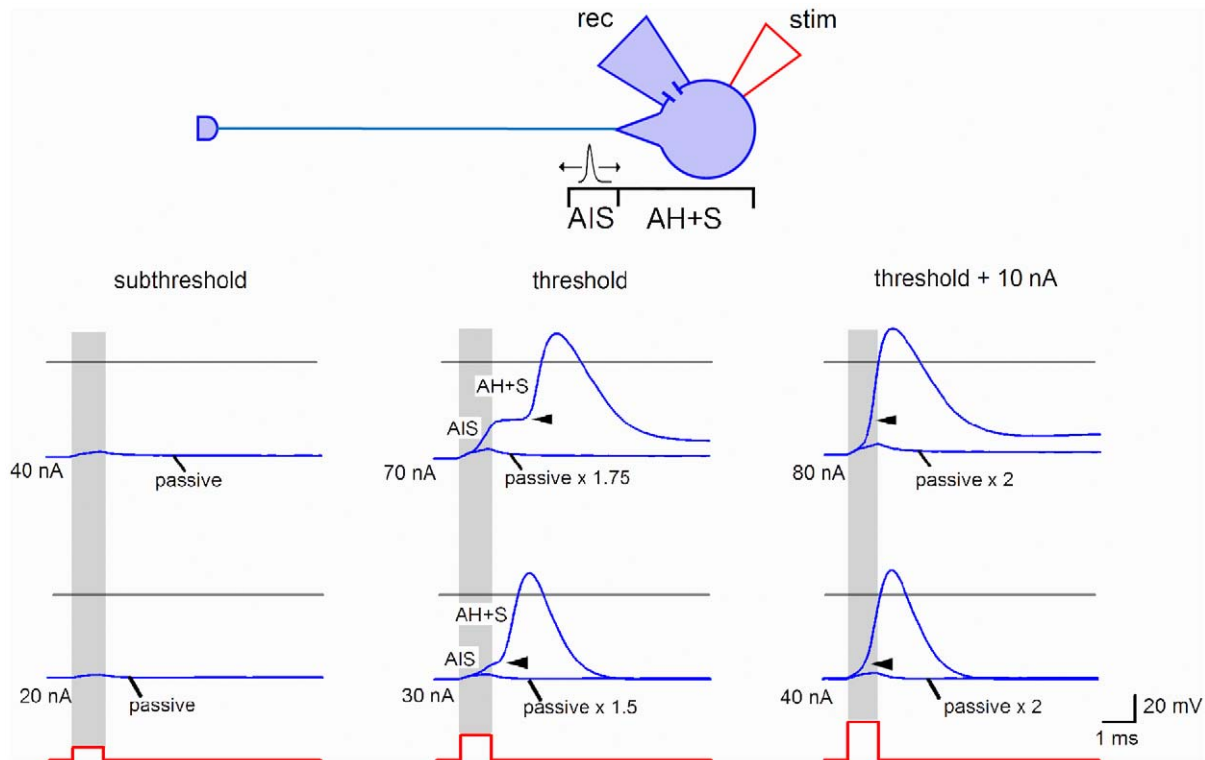 rec
stim
AIS
AH+S
subthreshold
threshold
threshold + 10 nA
AH+S
AIS
40 nA
passive
70 nA
passive x 1.75
80 nA
passive x 2
AH+S
AIS
20 nA
passive
30 nA
passive x 1.5
40 nA
passive x 2
20 mV
1 ms